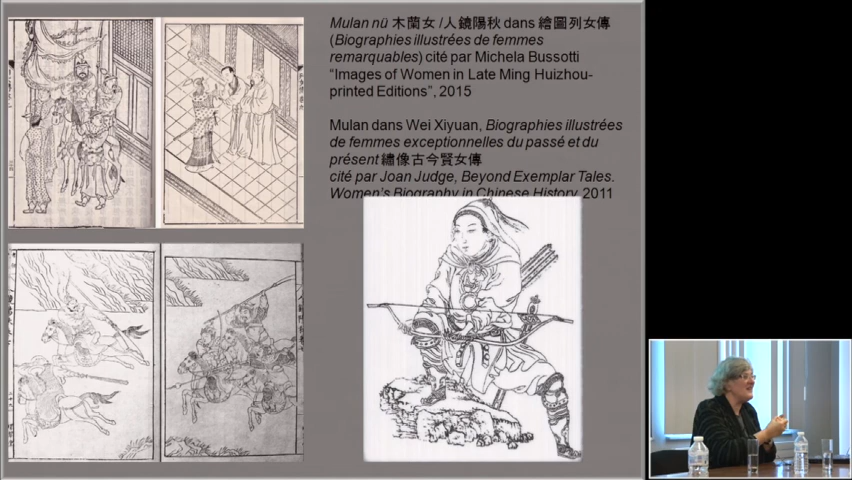 Mulan nü 木蘭女 /人鏡陽秋 dans 繪圖列女傳
(Biographies illustrées de femmes
remarquables) cité par Michela Bussotti
“Images of Women in Late Ming Huizhou-
printed Editions”, 2015
Mulan dans Wei Xiyuan, Biographies illustrées
de femmes exceptionnelles du passé et du
présent 繡像古今賢女傳
cité par Joan Judge, Beyond Exemplar Tales.
Women’s Biography in Chinese History, 2011